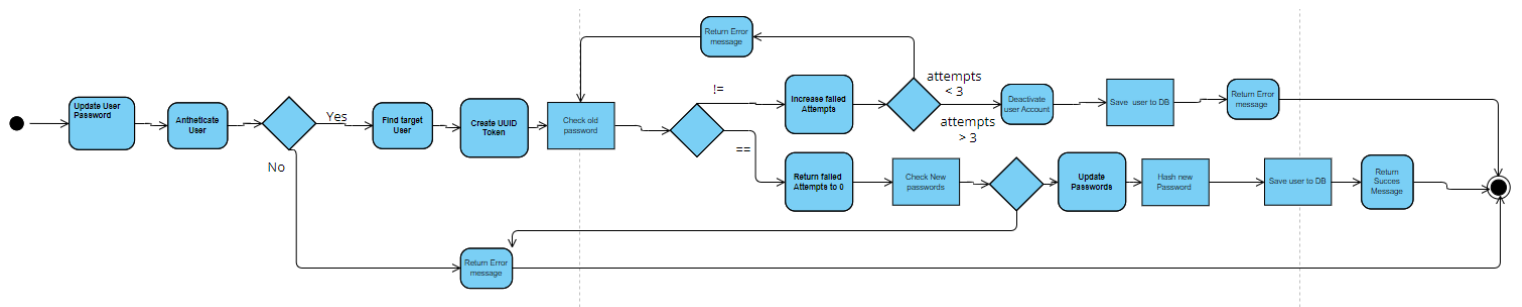 Return Error
message
attempts
< 3
!=
Update User
Password
Antheticate
User
Yes
Find target
User
Create UUID
Token
Check old
password
Increase failed
Attempts
Deactivate
user Account
Save  user to DB
Return Error
message
attempts
> 3
==
No
Return failed
Attempts to 0
Check New
passwords
Update
Passwords
Hash new
Password
Save user to DB
Return
Succes
Message
Return Error
message